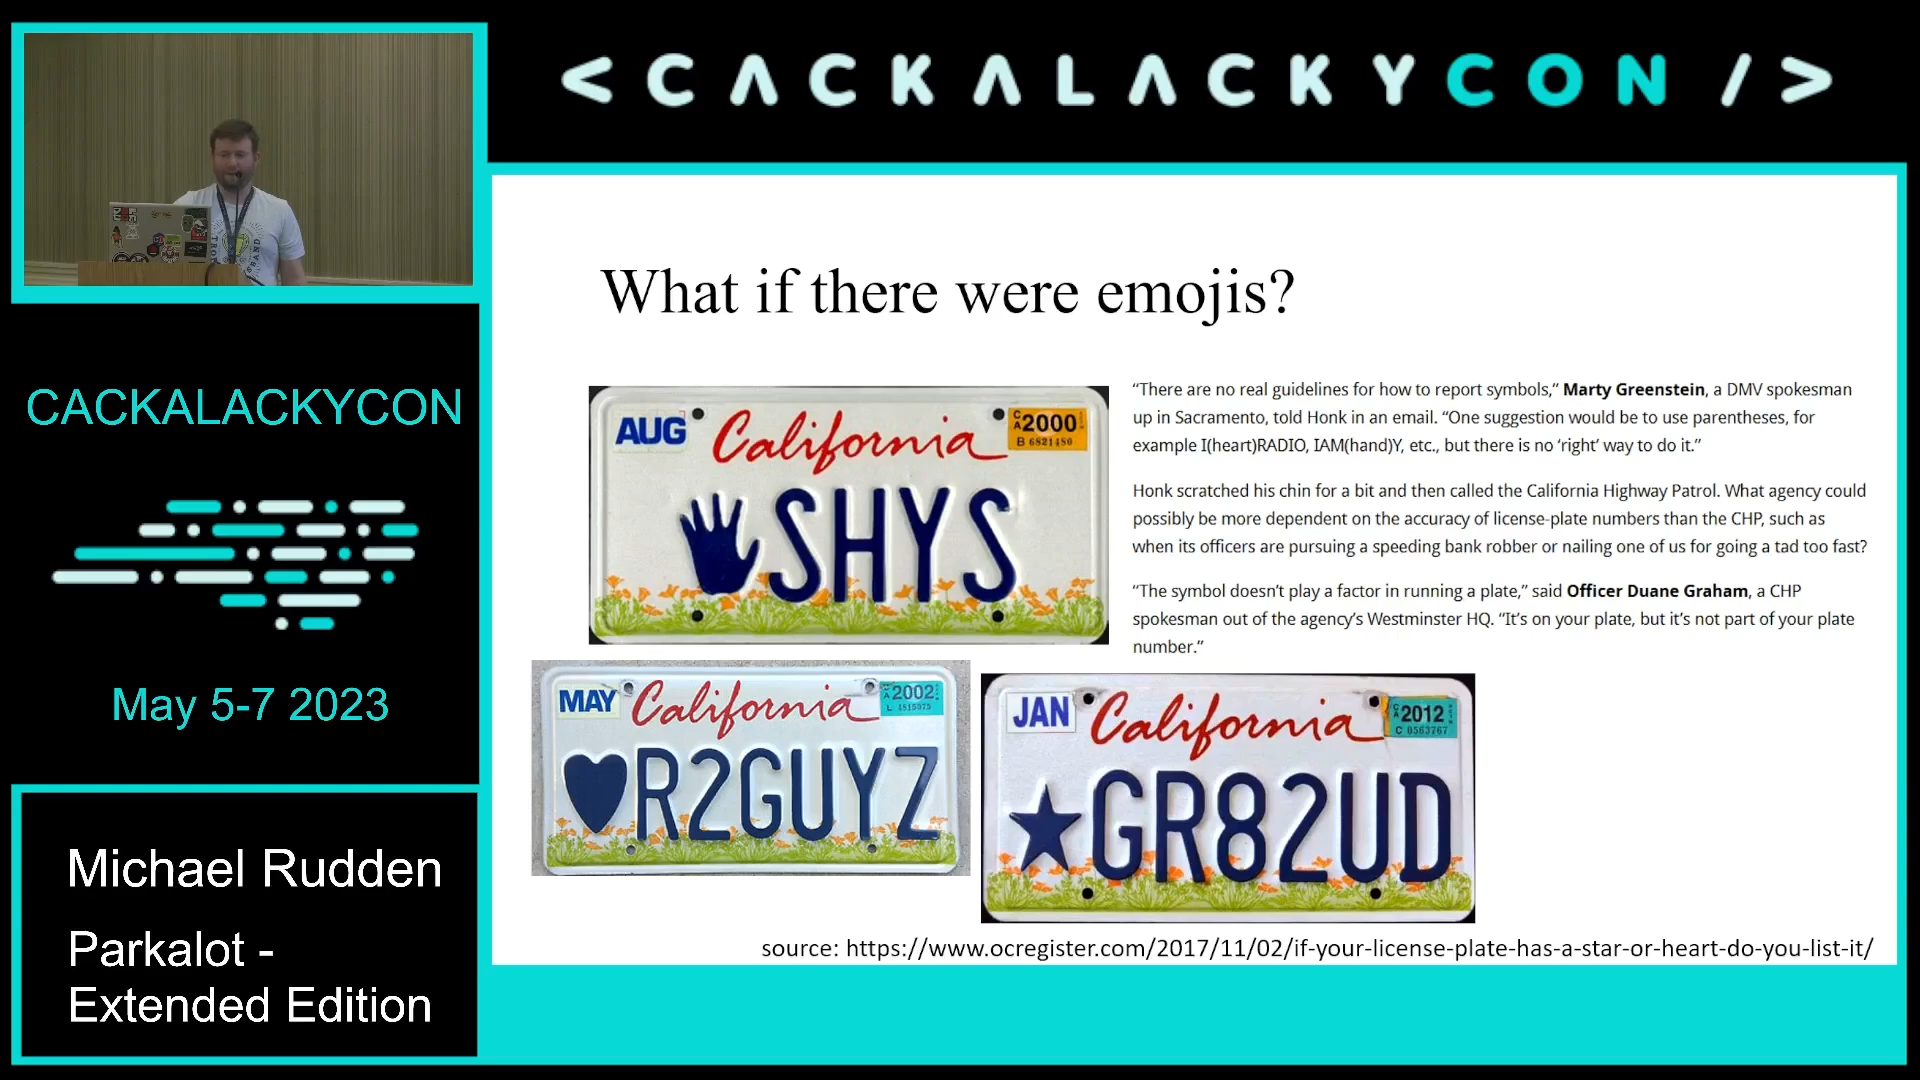 <CACKALACKYCON/>
CACKALACKYCON
May 5-7 2023
Michael Rudden
Parkalot -
Extended Edition
What if there were emojis?
“There are no real guidelines for how to report symbols,” Marty Greenstein, a DMV spokesman
up in Sacramento, told Honk in an email. “One suggestion would be to use parentheses, for
example I(heart)RADIO, IAM(hand)Y, etc., but there is no ‘right’ way to do it.”
Honk scratched his chin for a bit and then called the California Highway Patrol. What agency could
possibly be more dependent on the accuracy of license-plate numbers than the CHP, such as
when its officers are pursuing a speeding bank robber or nailing one of us for going a tad too fast?
“The symbol doesn’t play a factor in running a plate,” said Officer Duane Graham, a CHP
spokesman out of the agency’s Westminster HQ. “It’s on your plate, but it’s not part of your plate
number.”
AUG California CA 2000
B 6821480
SHYS
MAY California 2002
R2GUYZ
JAN California CA 2012
C 0563767
GR82UD
source: https://www.ocregister.com/2017/11/02/if-your-license-plate-has-a-star-or-heart-do-you-list-it/